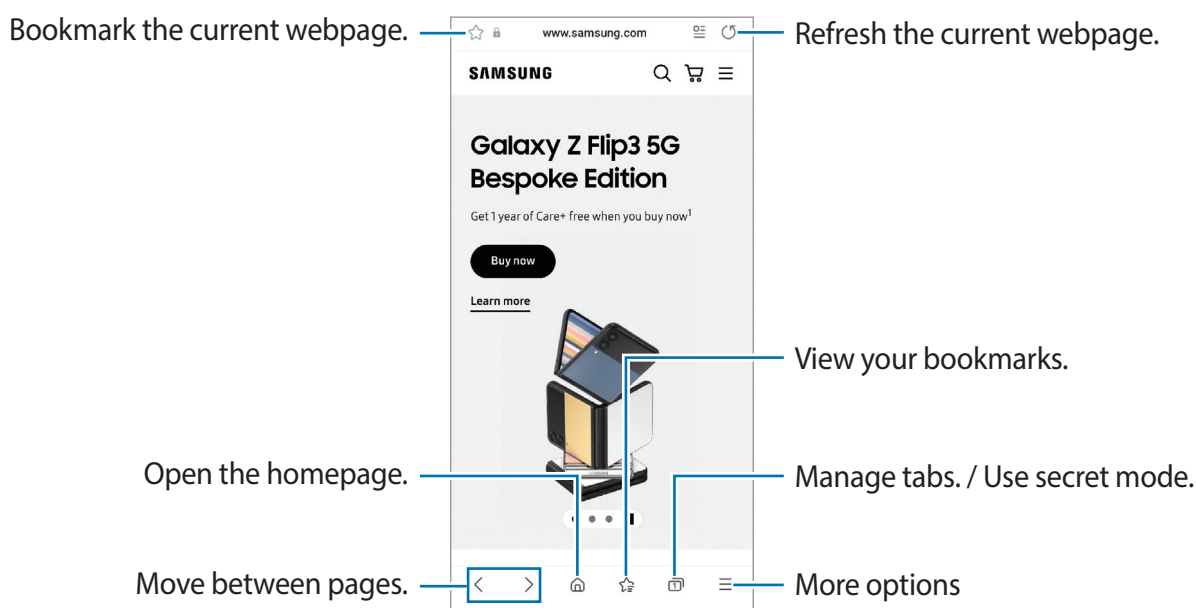 Bookmark the current webpage.
www.samsung.com
Refresh the current webpage.
SAMSUNG
Galaxy Z Flip3 5G
Bespoke Edition
Get 1 year of Care+ free when you buy now1
Buy now
Learn more
View your bookmarks.
Open the homepage.
Manage tabs. / Use secret mode.
Move between pages.
1
More options